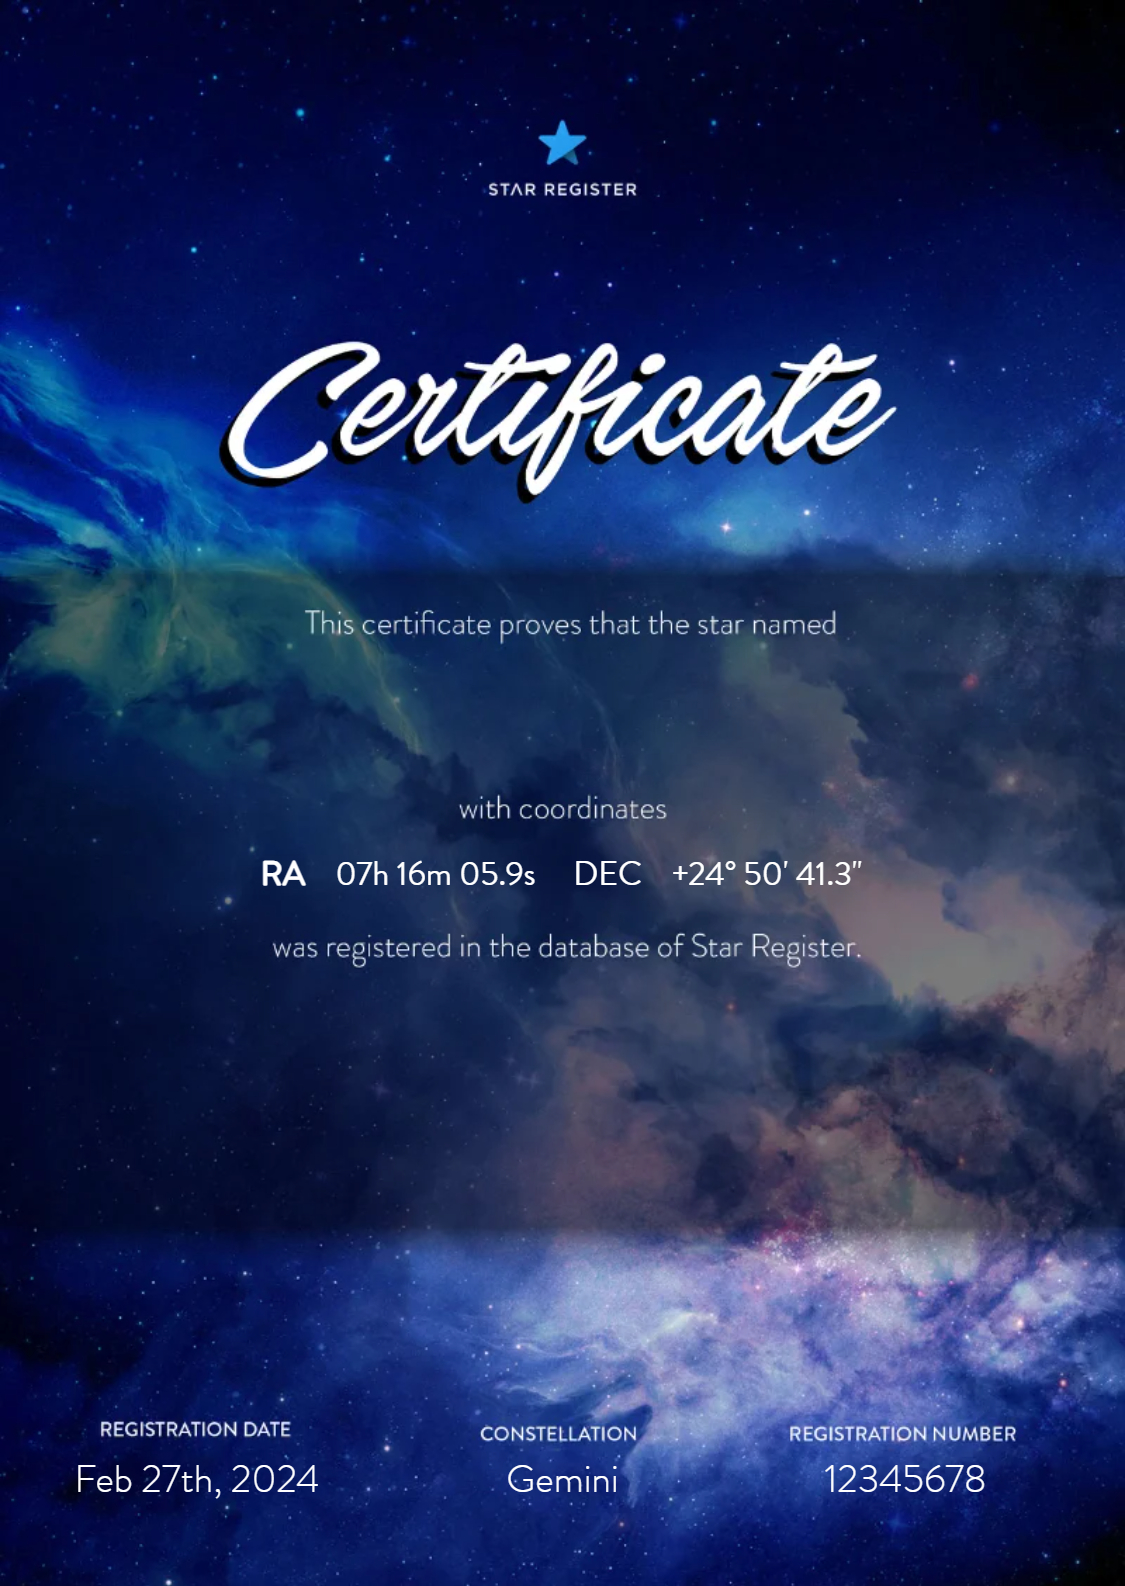 STAR REGISTER
Certificate
This certificate proves that the star named
with coordinates
RA 07h 16m 05.9s DEC +24° 50' 41.3"
was registered in the database of Star Register.
REGISTRATION DATE CONSTELLATION REGISTRATION NUMBER
Feb 27th, 2024 Gemini 12345678